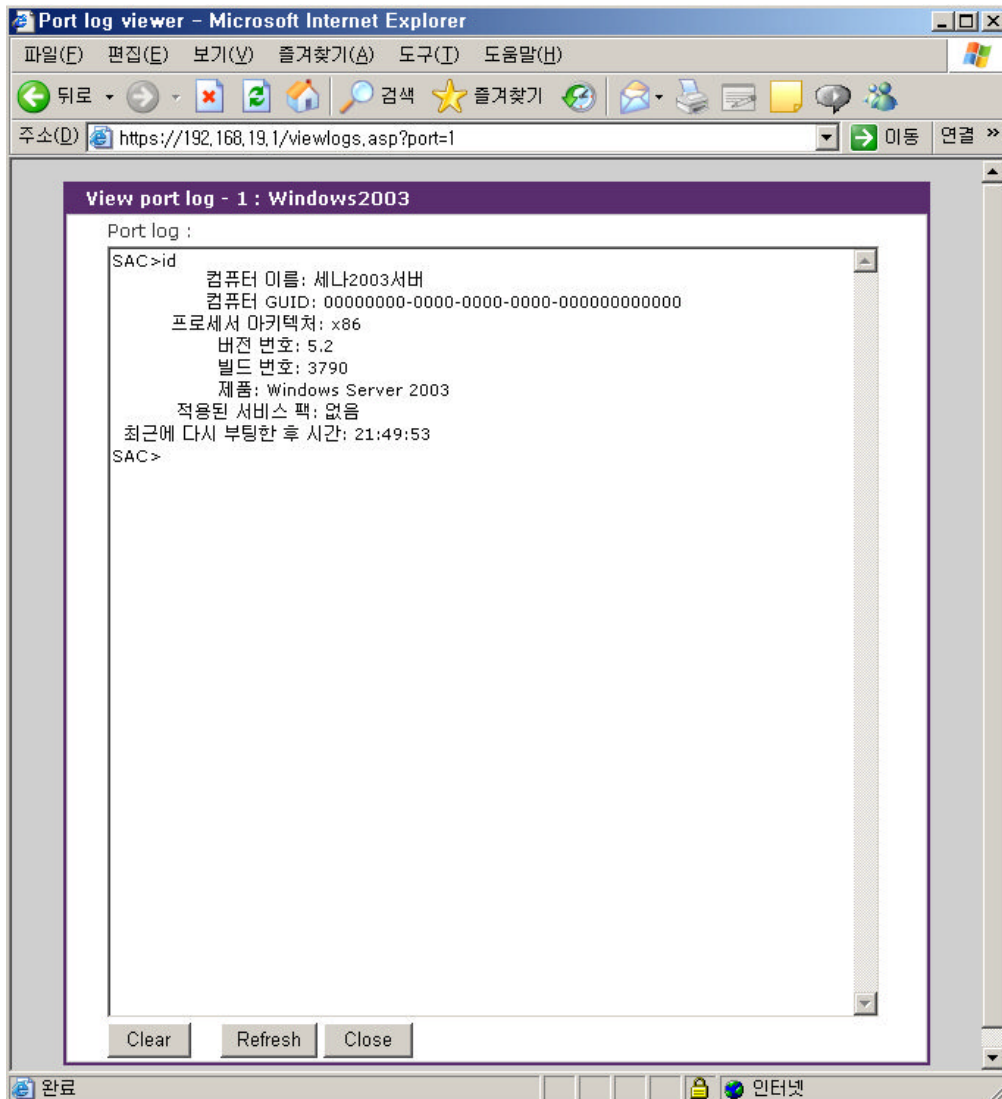 Port log viewer - Microsoft Internet Explorer
파일(F) 편집(E) 보기(V) 즐겨찾기(A) 도구(T) 도움말(H)
뒤로 검색 즐겨찾기
주소(D) https://192.168.19.1/viewlogs.asp?port=1 이동 연결 »
View port log - 1 : Windows2003
Port log :
SAC>id
컴퓨터 이름: 세나2003서버
컴퓨터 GUID: 00000000-0000-0000-0000-000000000000
프로세서 아키텍처: x86
버전 번호: 5.2
빌드 번호: 3790
제품: Windows Server 2003
적용된 서비스 팩: 없음
최근에 다시 부팅한 후 시간: 21:49:53
SAC>
Clear Refresh Close
완료 인터넷